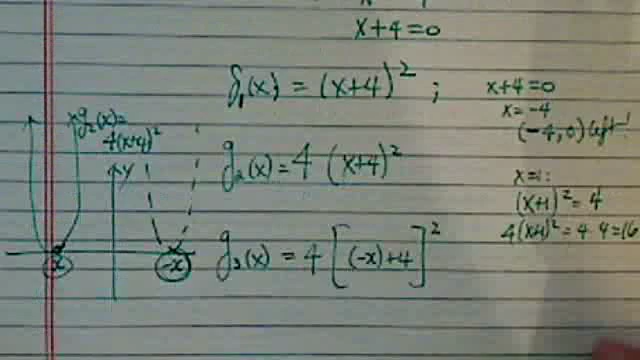 x+4=0
g₁(x) = (x+4)² ;
x+4=0
x=-4
(-4,0) left!
g₂(x)=
4(x+4)²
y
g₂(x) = 4 (x+4)²
x=1:
(x+1)² = 4
4(x+1)² = 4·4=16
x
-x
g₃(x) = 4 [(-x)+4]²